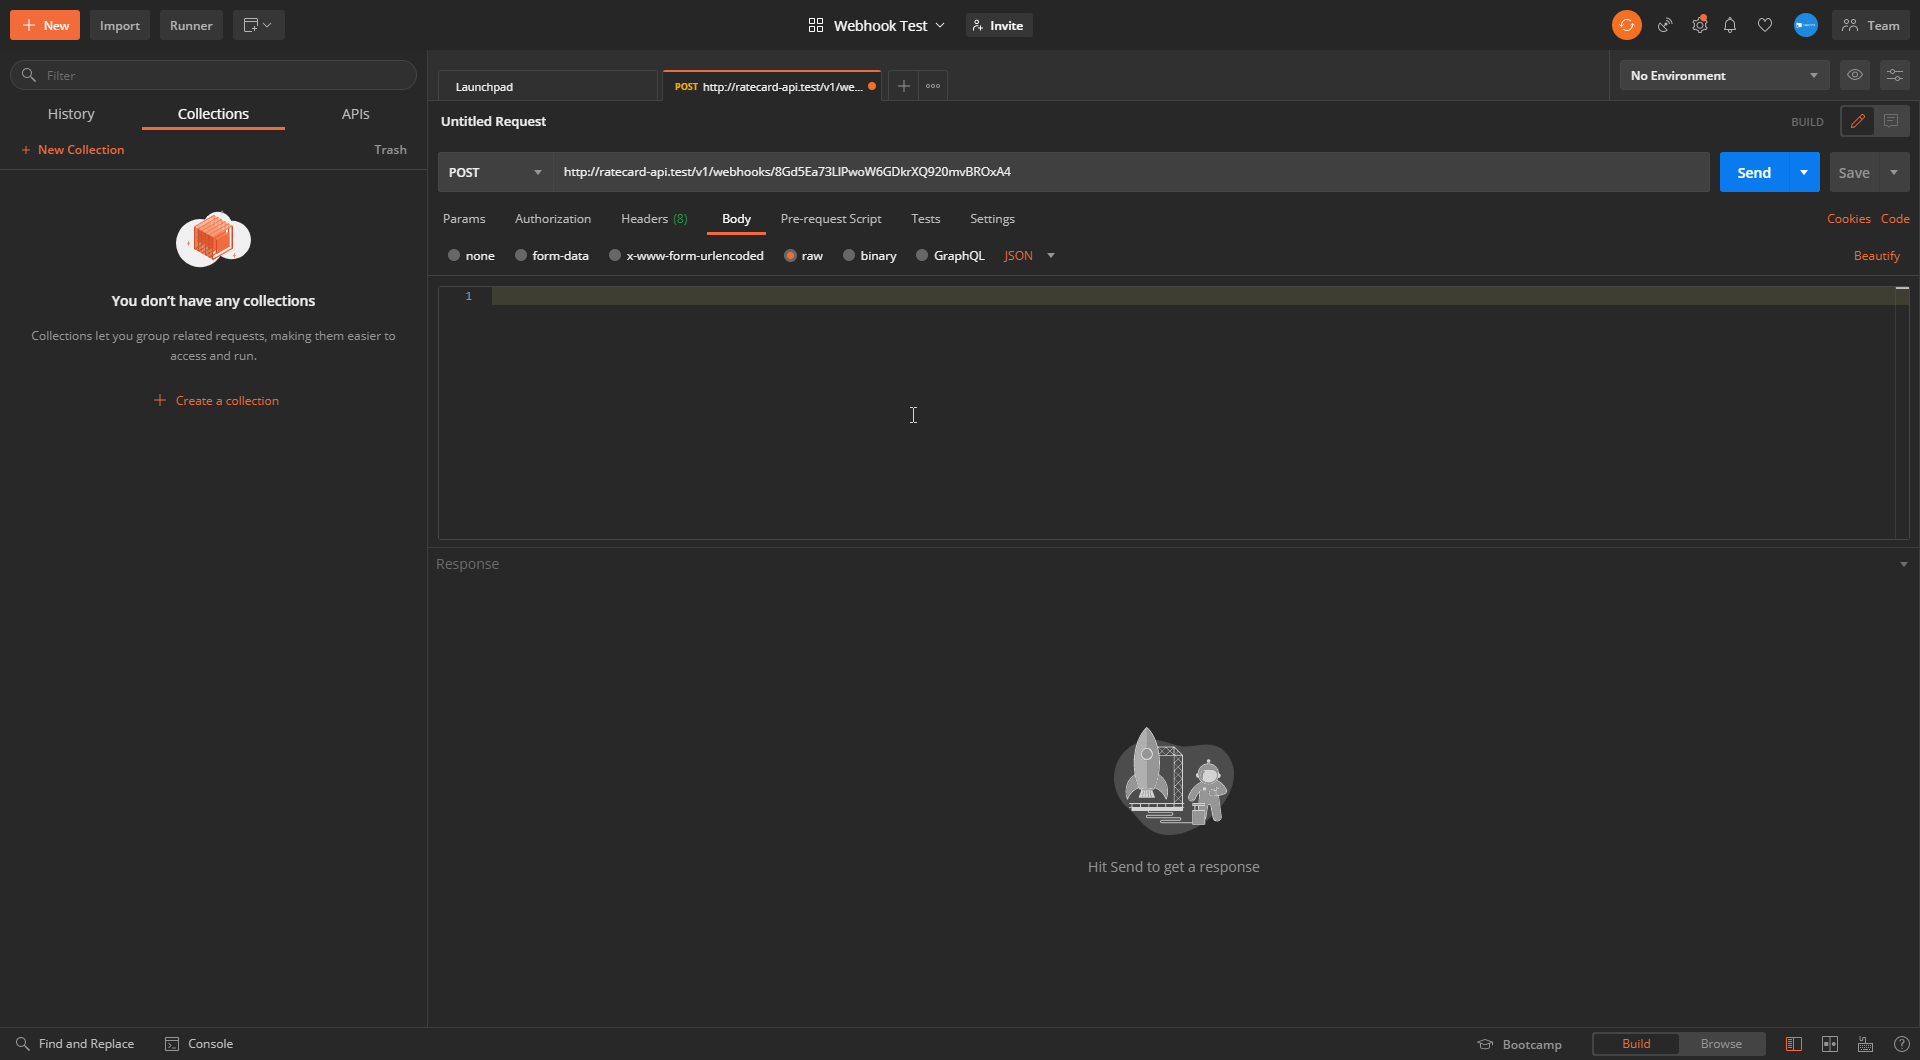 New
Import
Runner
Webhook Test
Invite
Team
Filter
History
Collections
APIs
New Collection
Trash
You don't have any collections
Collections let you group related requests, making them easier to
access and run.
Create a collection
Launchpad
POST http://ratecard-api.test/v1/we...
No Environment
Untitled Request
BUILD
POST
http://ratecard-api.test/v1/webhooks/8Gd5Ea73LlPwoW6GDkrXQ920mvBROxA4
Send
Save
Params
Authorization
Headers (8)
Body
Pre-request Script
Tests
Settings
Cookies
Code
none
form-data
x-www-form-urlencoded
raw
binary
GraphQL
JSON
Beautify
1
Response
Hit Send to get a response
Find and Replace
Console
Bootcamp
Build
Browse